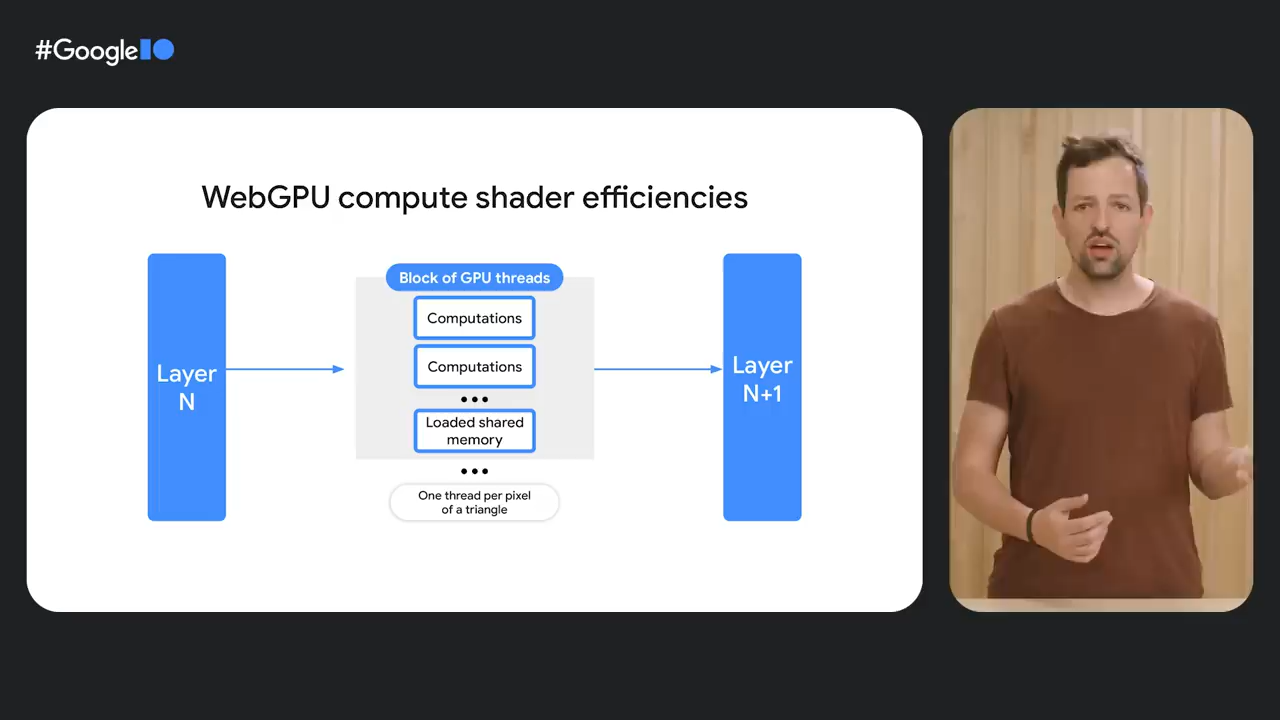 #GoogleIO
WebGPU compute shader efficiencies
Layer
N
Block of GPU threads
Computations
Computations
Loaded shared
memory
One thread per pixel
of a triangle
Layer
N+1